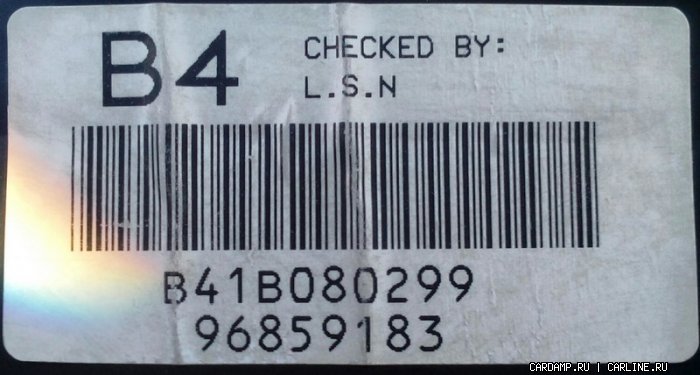 B4
CHECKED BY:
L.S.N
B41B080299
96859183
CARDAMP.RU | CARLINE.RU